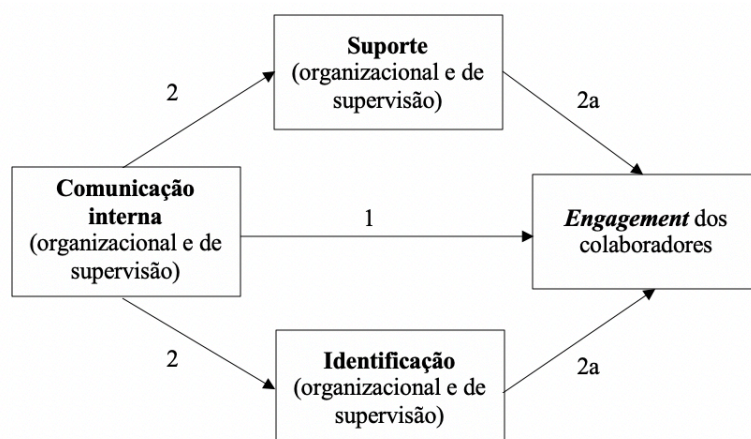 Suporte
(organizacional e de
supervisão)
2
2a
Comunicação
interna
(organizacional e de
supervisão)
1
Engagement dos
colaboradores
2
2a
Identificação
(organizacional e de
supervisão)